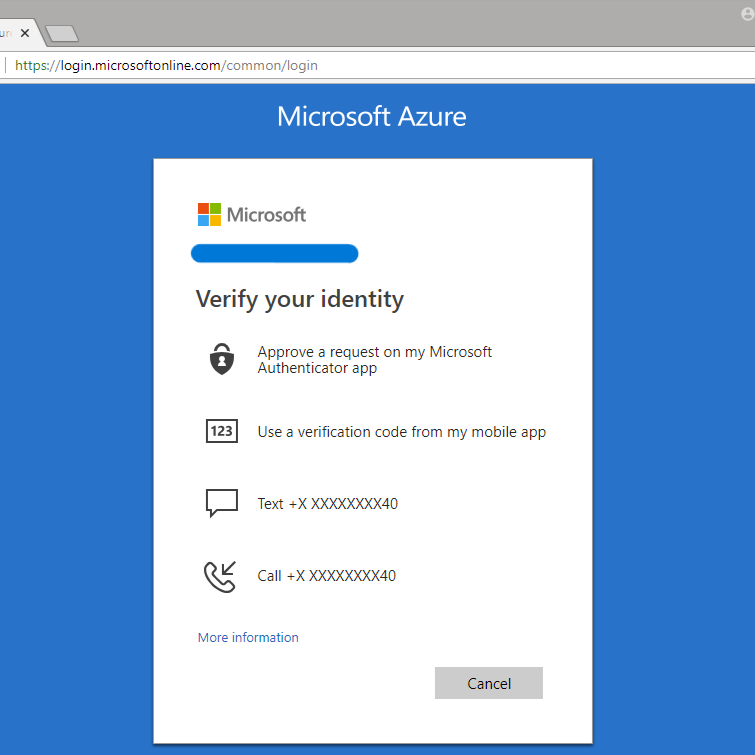 https://login.microsoftonline.com/common/login
Microsoft Azure
Microsoft
Verify your identity
Approve a request on my Microsoft
Authenticator app
123
Use a verification code from my mobile app
Text +X XXXXXXXX40
Call +X XXXXXXXX40
More information
Cancel